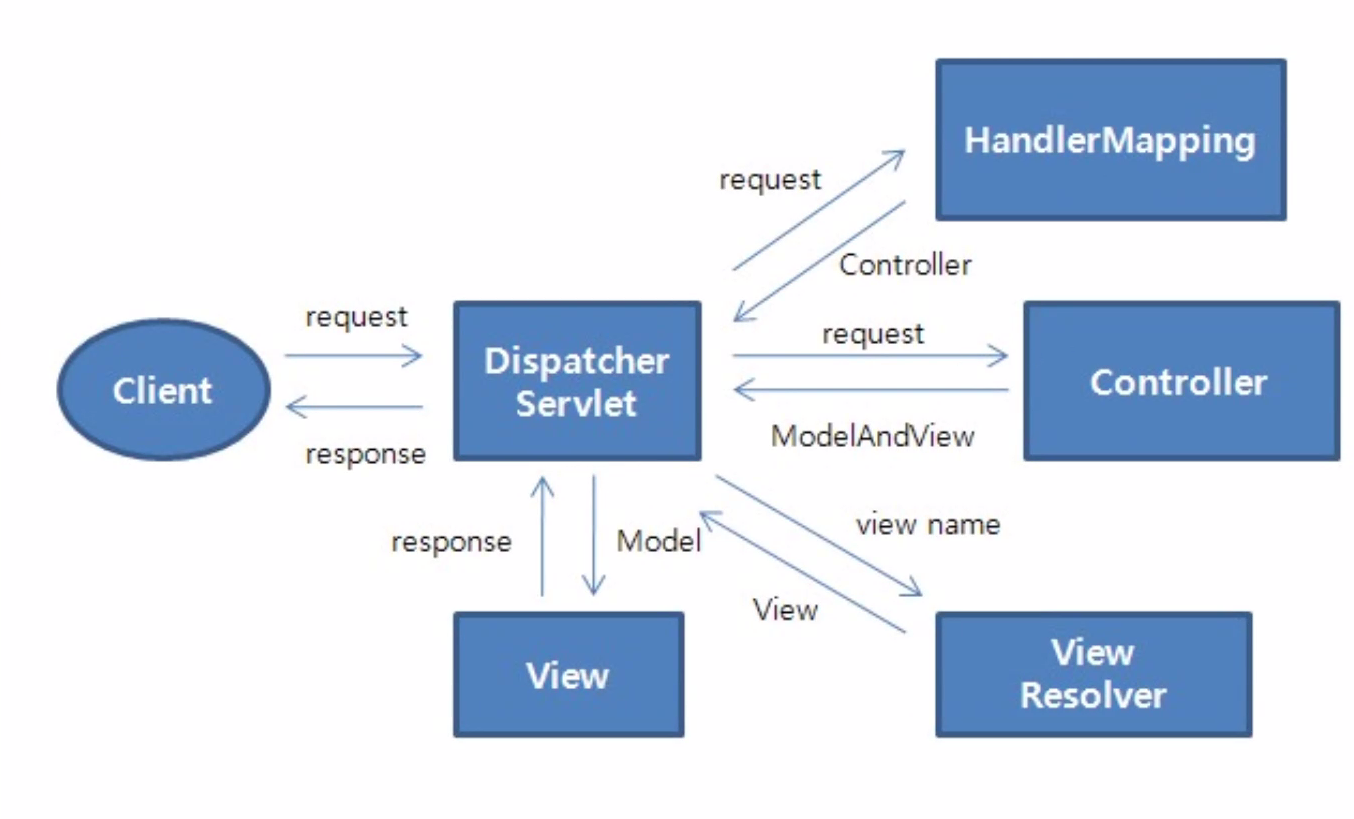 HandlerMapping
request
Controller
request
request
Dispatcher
Servlet
Client
Controller
response
ModelAndView
response
Model
view name
View
View
View
Resolver